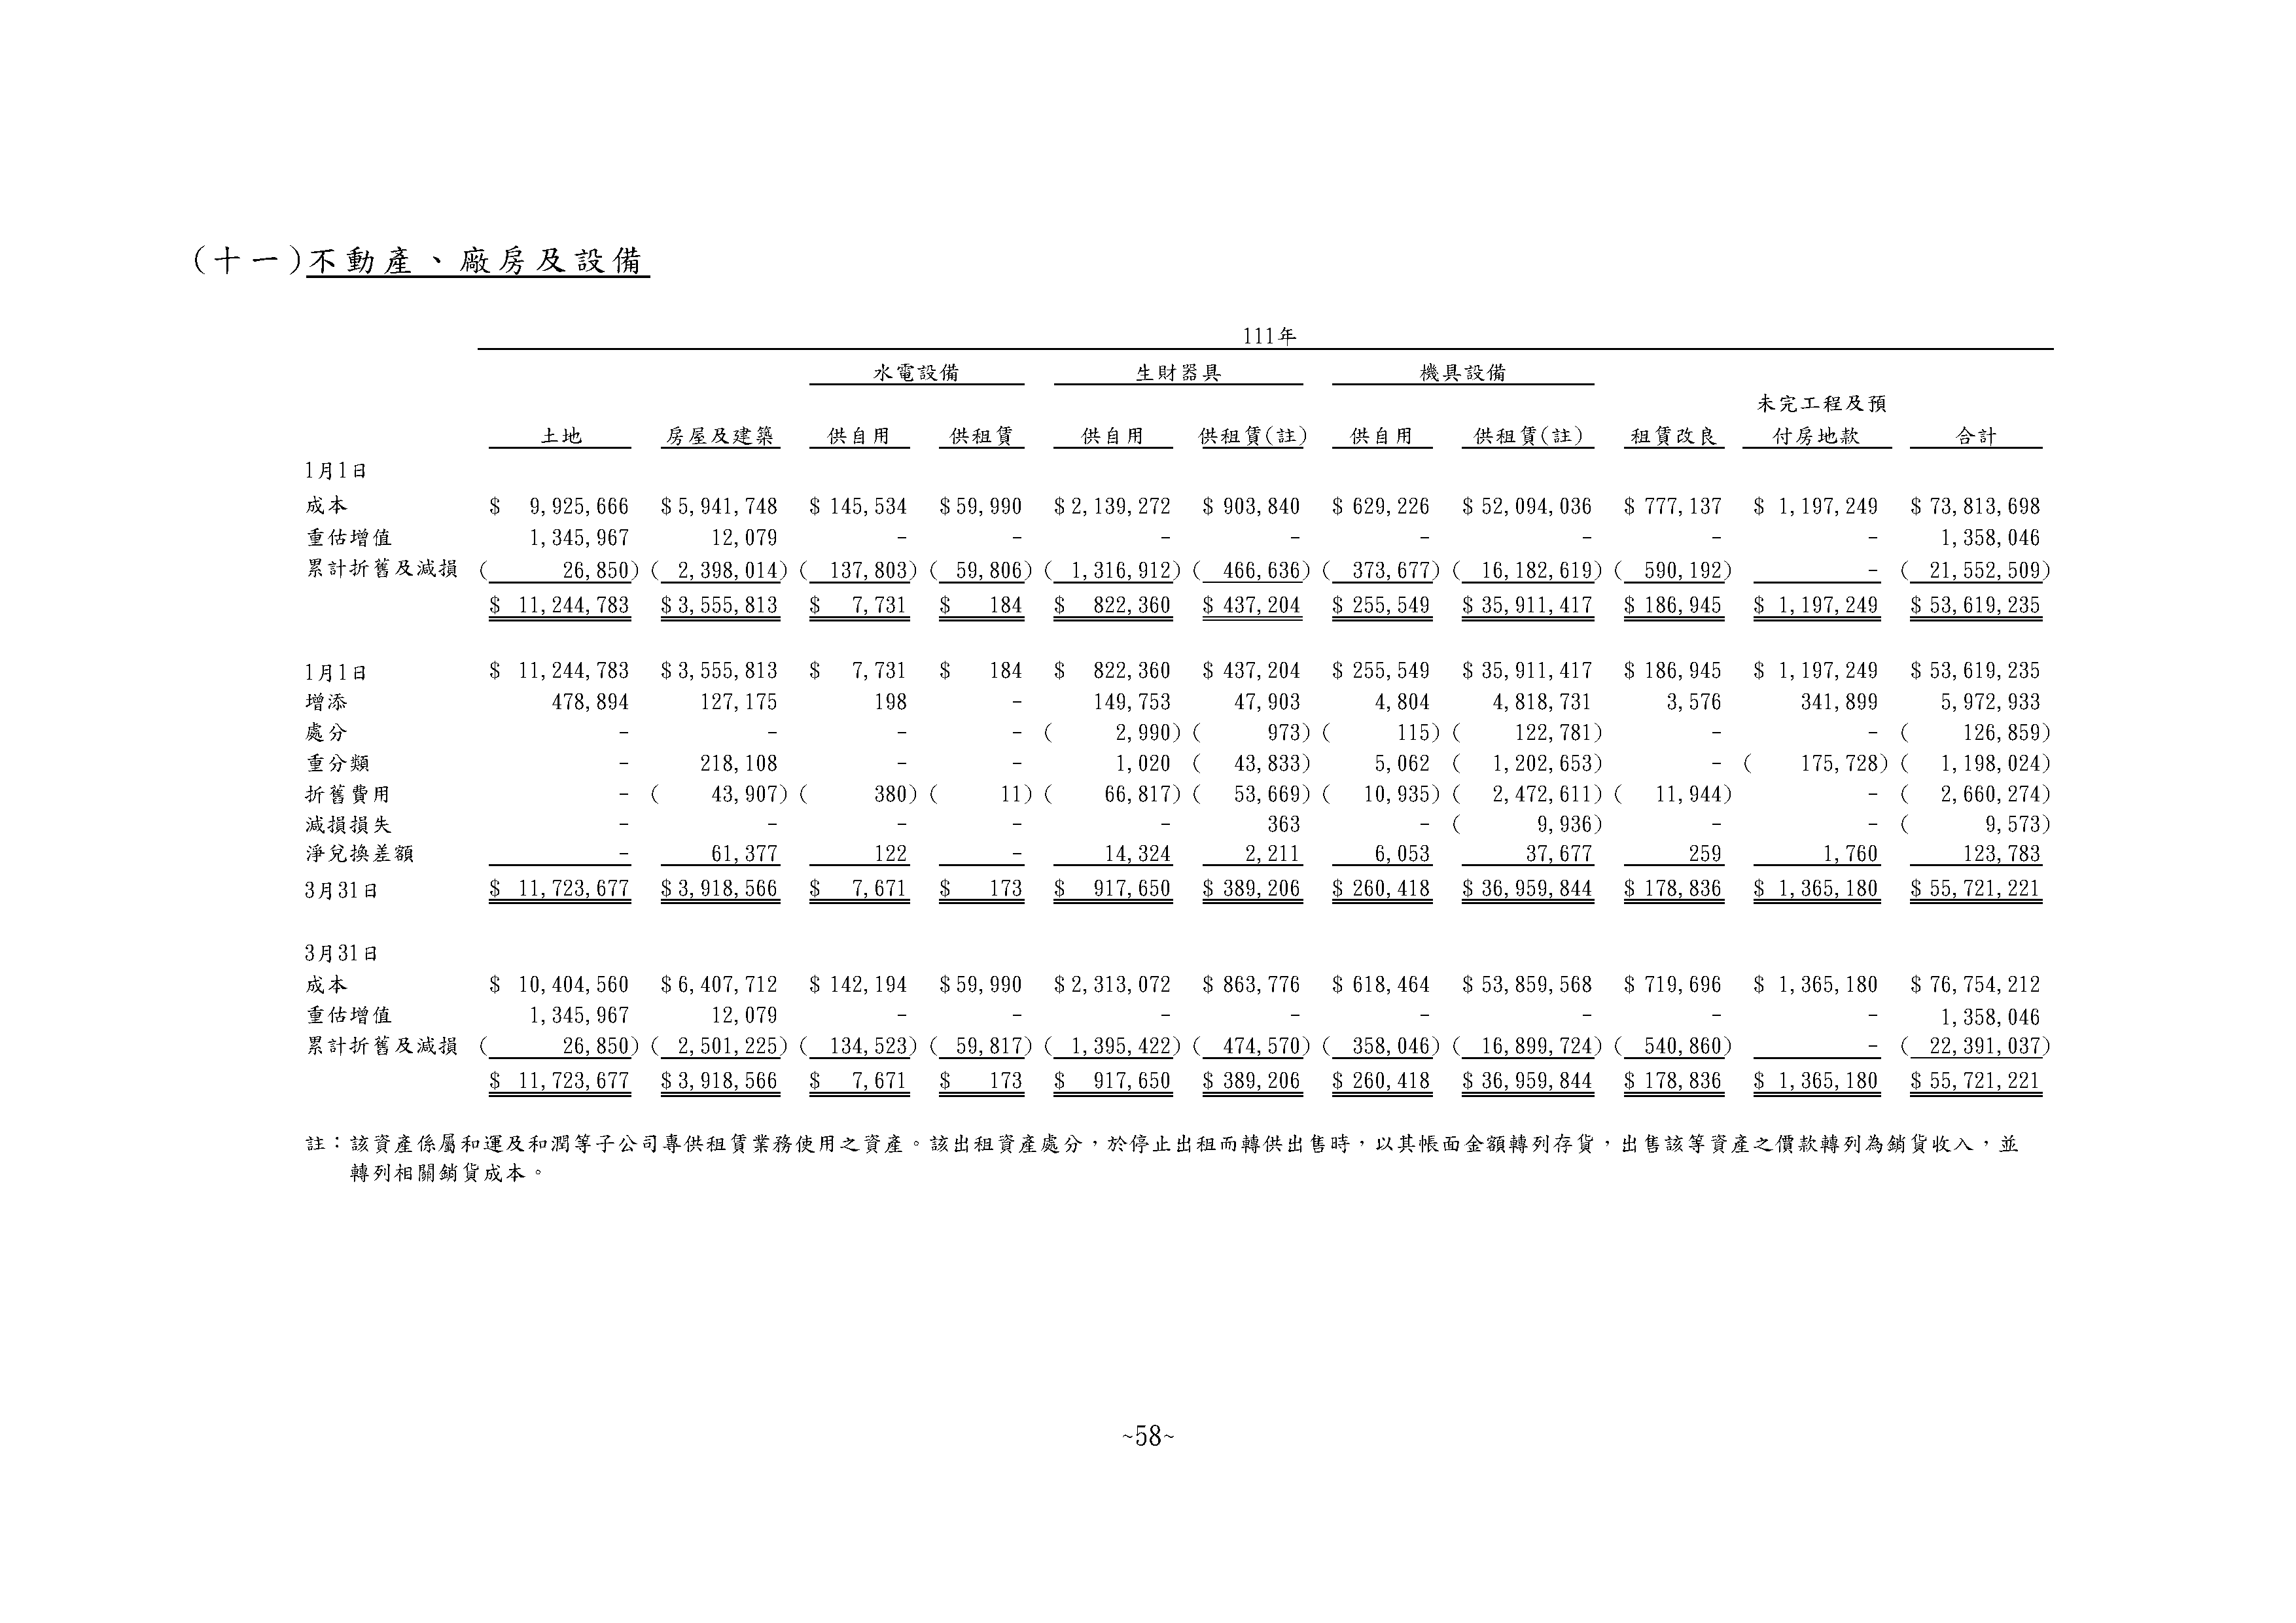 (十一)不動產、廠房及設備
111年
水電設備 生財器具 機具設備
未完工程及預
土地 房屋及建築 供自用 供租賃 供自用 供租賃(註) 供自用 供租賃(註) 租賃改良 付房地款 合計
1月1日
成本 $ 9,925,666 $5,941,748 $ 145,534 $59,990 $2,139,272 $ 903,840 $ 629,226 $ 52,094,036 $ 777,137 $ 1,197,249 $ 73,813,698
重估增值 1,345,967 12,079 - - - - - - - - 1,358,046
累計折舊及減損 ( 26,850) ( 2,398,014) ( 137,803) ( 59,806) ( 1,316,912) ( 466,636) ( 373,677) ( 16,182,619) ( 590,192) - ( 21,552,509)
$ 11,244,783 $3,555,813 $ 7,731 $ 184 $ 822,360 $ 437,204 $ 255,549 $ 35,911,417 $ 186,945 $ 1,197,249 $ 53,619,235
1月1日 $ 11,244,783 $3,555,813 $ 7,731 $ 184 $ 822,360 $ 437,204 $ 255,549 $ 35,911,417 $ 186,945 $ 1,197,249 $ 53,619,235
增添 478,894 127,175 198 - 149,753 47,903 4,804 4,818,731 3,576 341,899 5,972,933
處分 - - - - ( 2,990) ( 973) ( 115) ( 122,781) - - ( 126,859)
重分類 - 218,108 - - 1,020 ( 43,833) 5,062 ( 1,202,653) - ( 175,728) ( 1,198,024)
折舊費用 - ( 43,907) ( 380) ( 11) ( 66,817) ( 53,669) ( 10,935) ( 2,472,611) ( 11,944) - ( 2,660,274)
減損損失 - - - - - 363 - ( 9,936) - - ( 9,573)
淨兌換差額 - 61,377 122 - 14,324 2,211 6,053 37,677 259 1,760 123,783
3月31日 $ 11,723,677 $3,918,566 $ 7,671 $ 173 $ 917,650 $ 389,206 $ 260,418 $ 36,959,844 $ 178,836 $ 1,365,180 $ 55,721,221
3月31日
成本 $ 10,404,560 $6,407,712 $ 142,194 $59,990 $2,313,072 $ 863,776 $ 618,464 $ 53,859,568 $ 719,696 $ 1,365,180 $ 76,754,212
重估增值 1,345,967 12,079 - - - - - - - - 1,358,046
累計折舊及減損 ( 26,850) ( 2,501,225) ( 134,523) ( 59,817) ( 1,395,422) ( 474,570) ( 358,046) ( 16,899,724) ( 540,860) - ( 22,391,037)
$ 11,723,677 $3,918,566 $ 7,671 $ 173 $ 917,650 $ 389,206 $ 260,418 $ 36,959,844 $ 178,836 $ 1,365,180 $ 55,721,221
註：該資產係屬和運及和潤等子公司專供租賃業務使用之資產。該出租資產處分，於停止出租而轉供出售時，以其帳面金額轉列存貨，出售該等資產之價款轉列為銷貨收入，並
轉列相關銷貨成本。
~58~